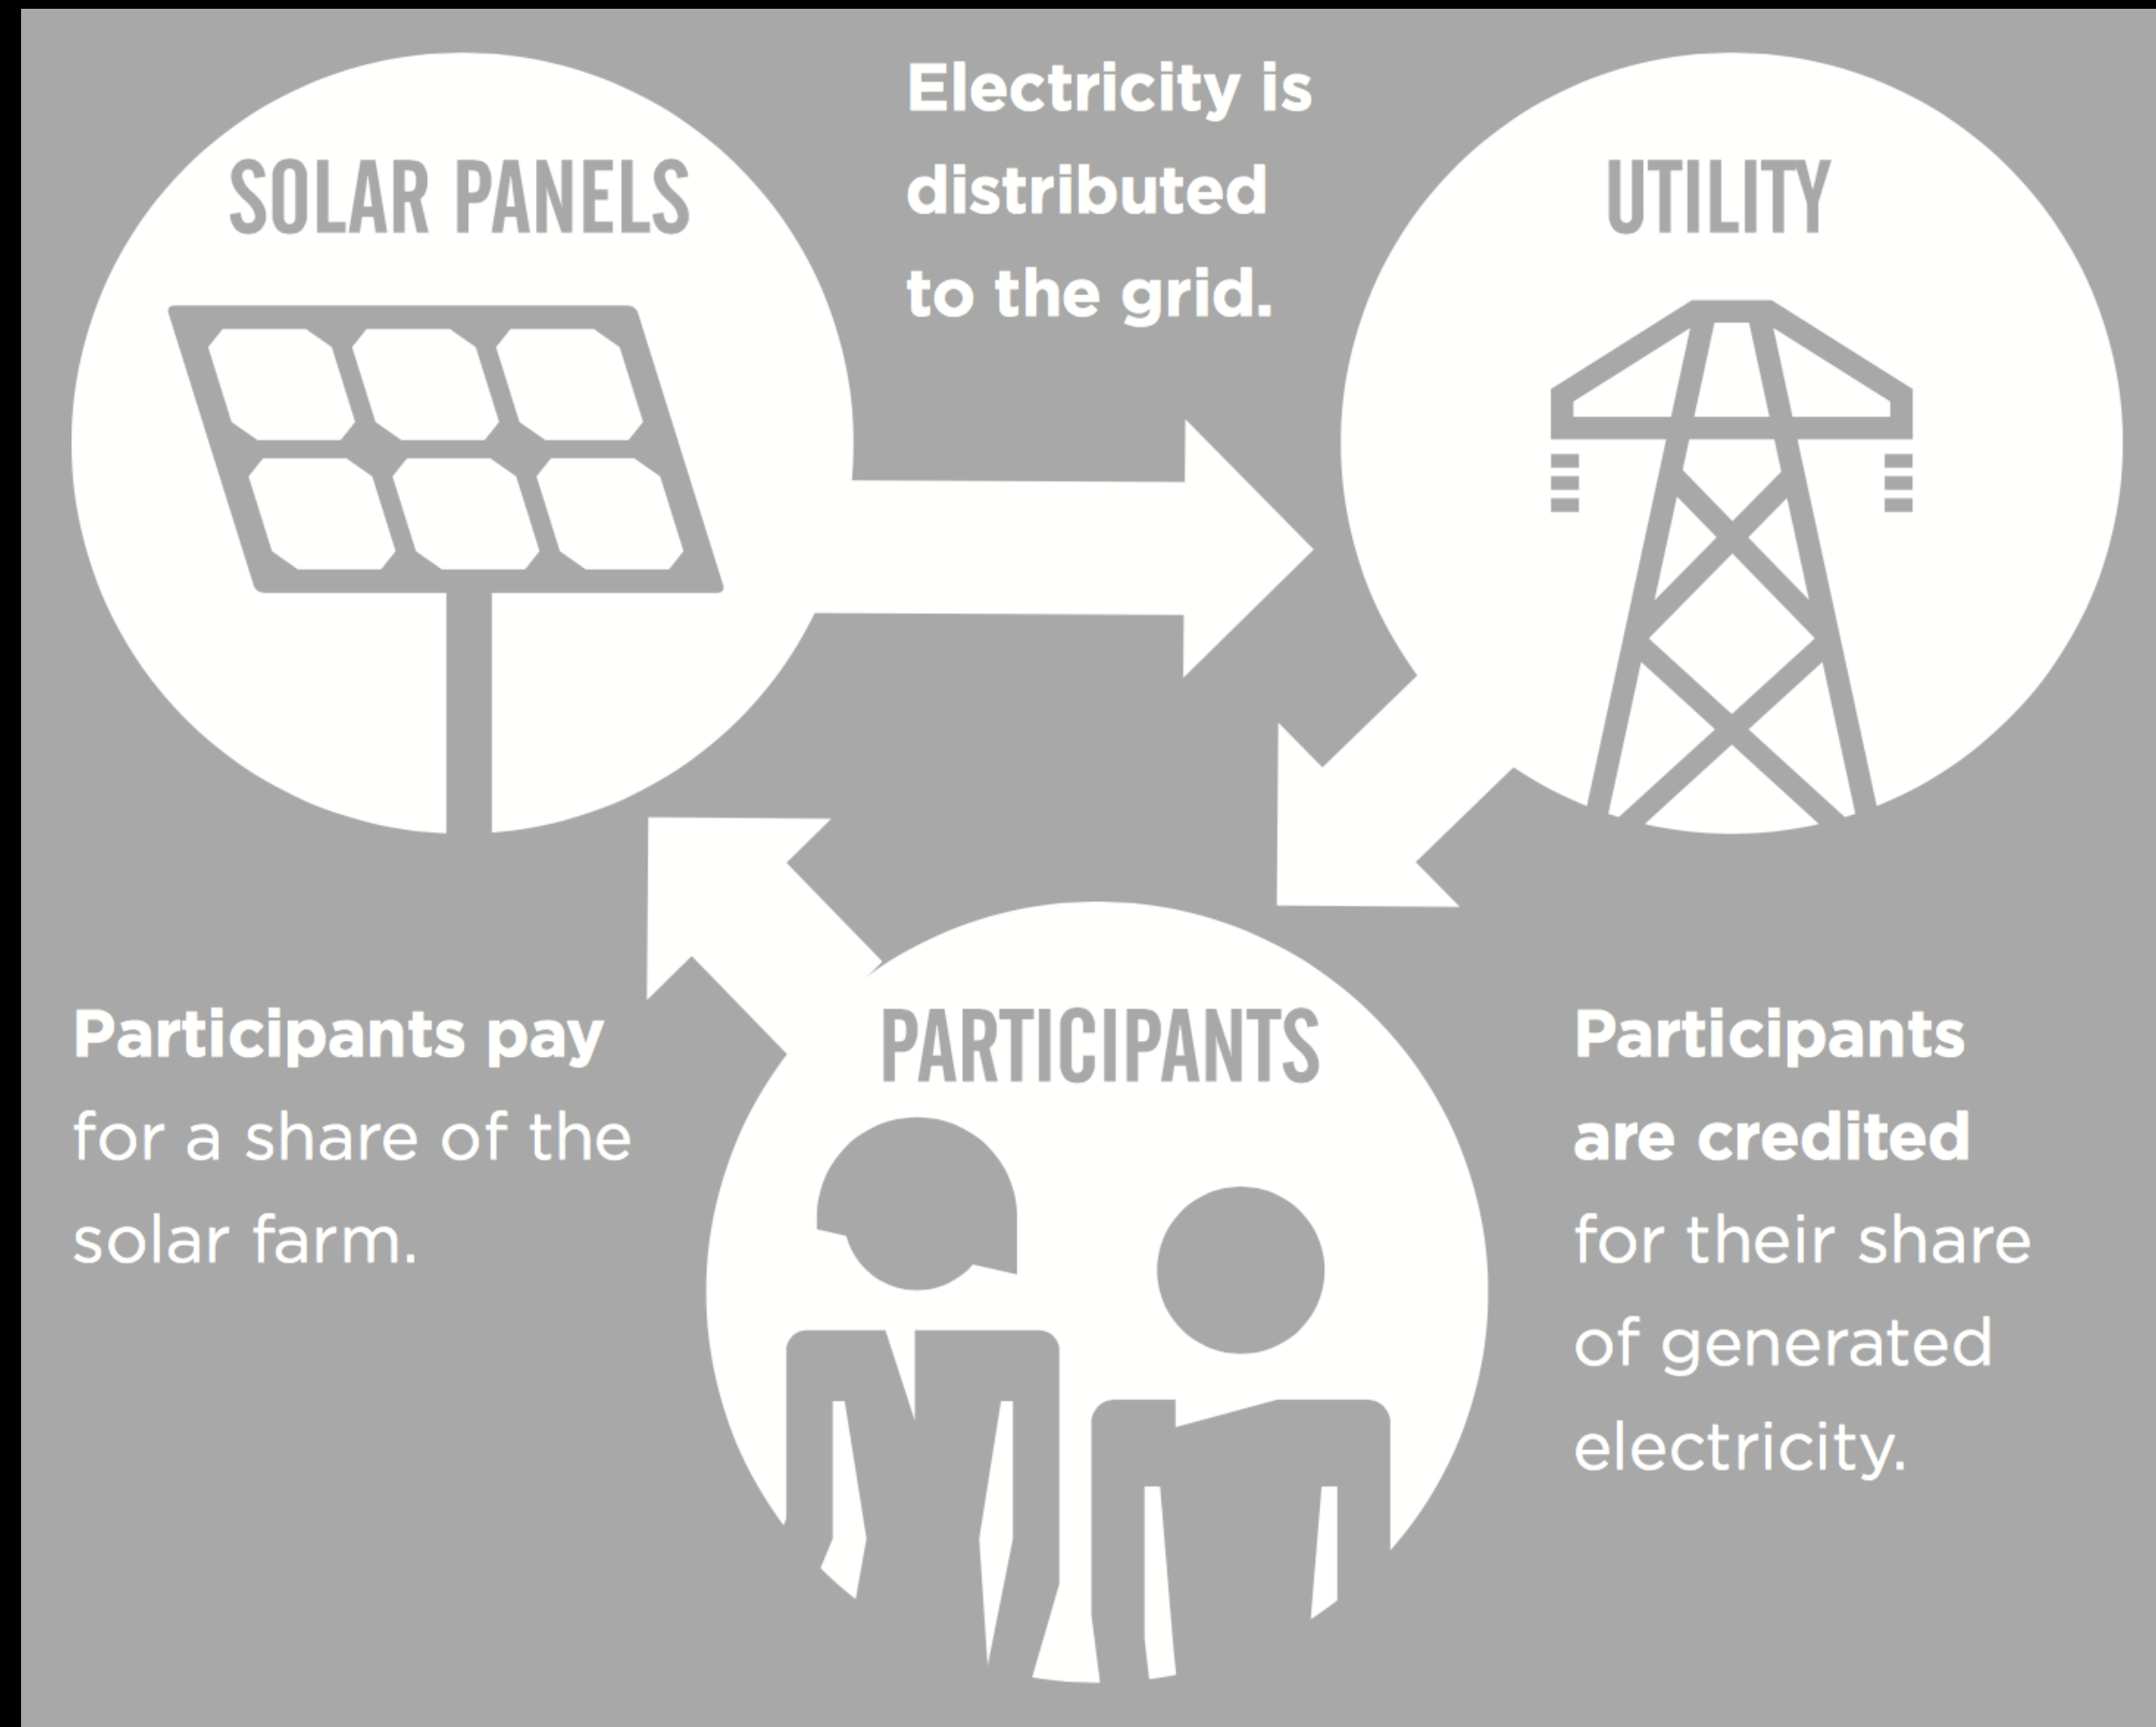 SOLAR PANELS
Electricity is
distributed
to the grid.
UTILITY
Participants pay
for a share of the
solar farm.
PARTICIPANTS
Participants
are credited
for their share
of generated
electricity.